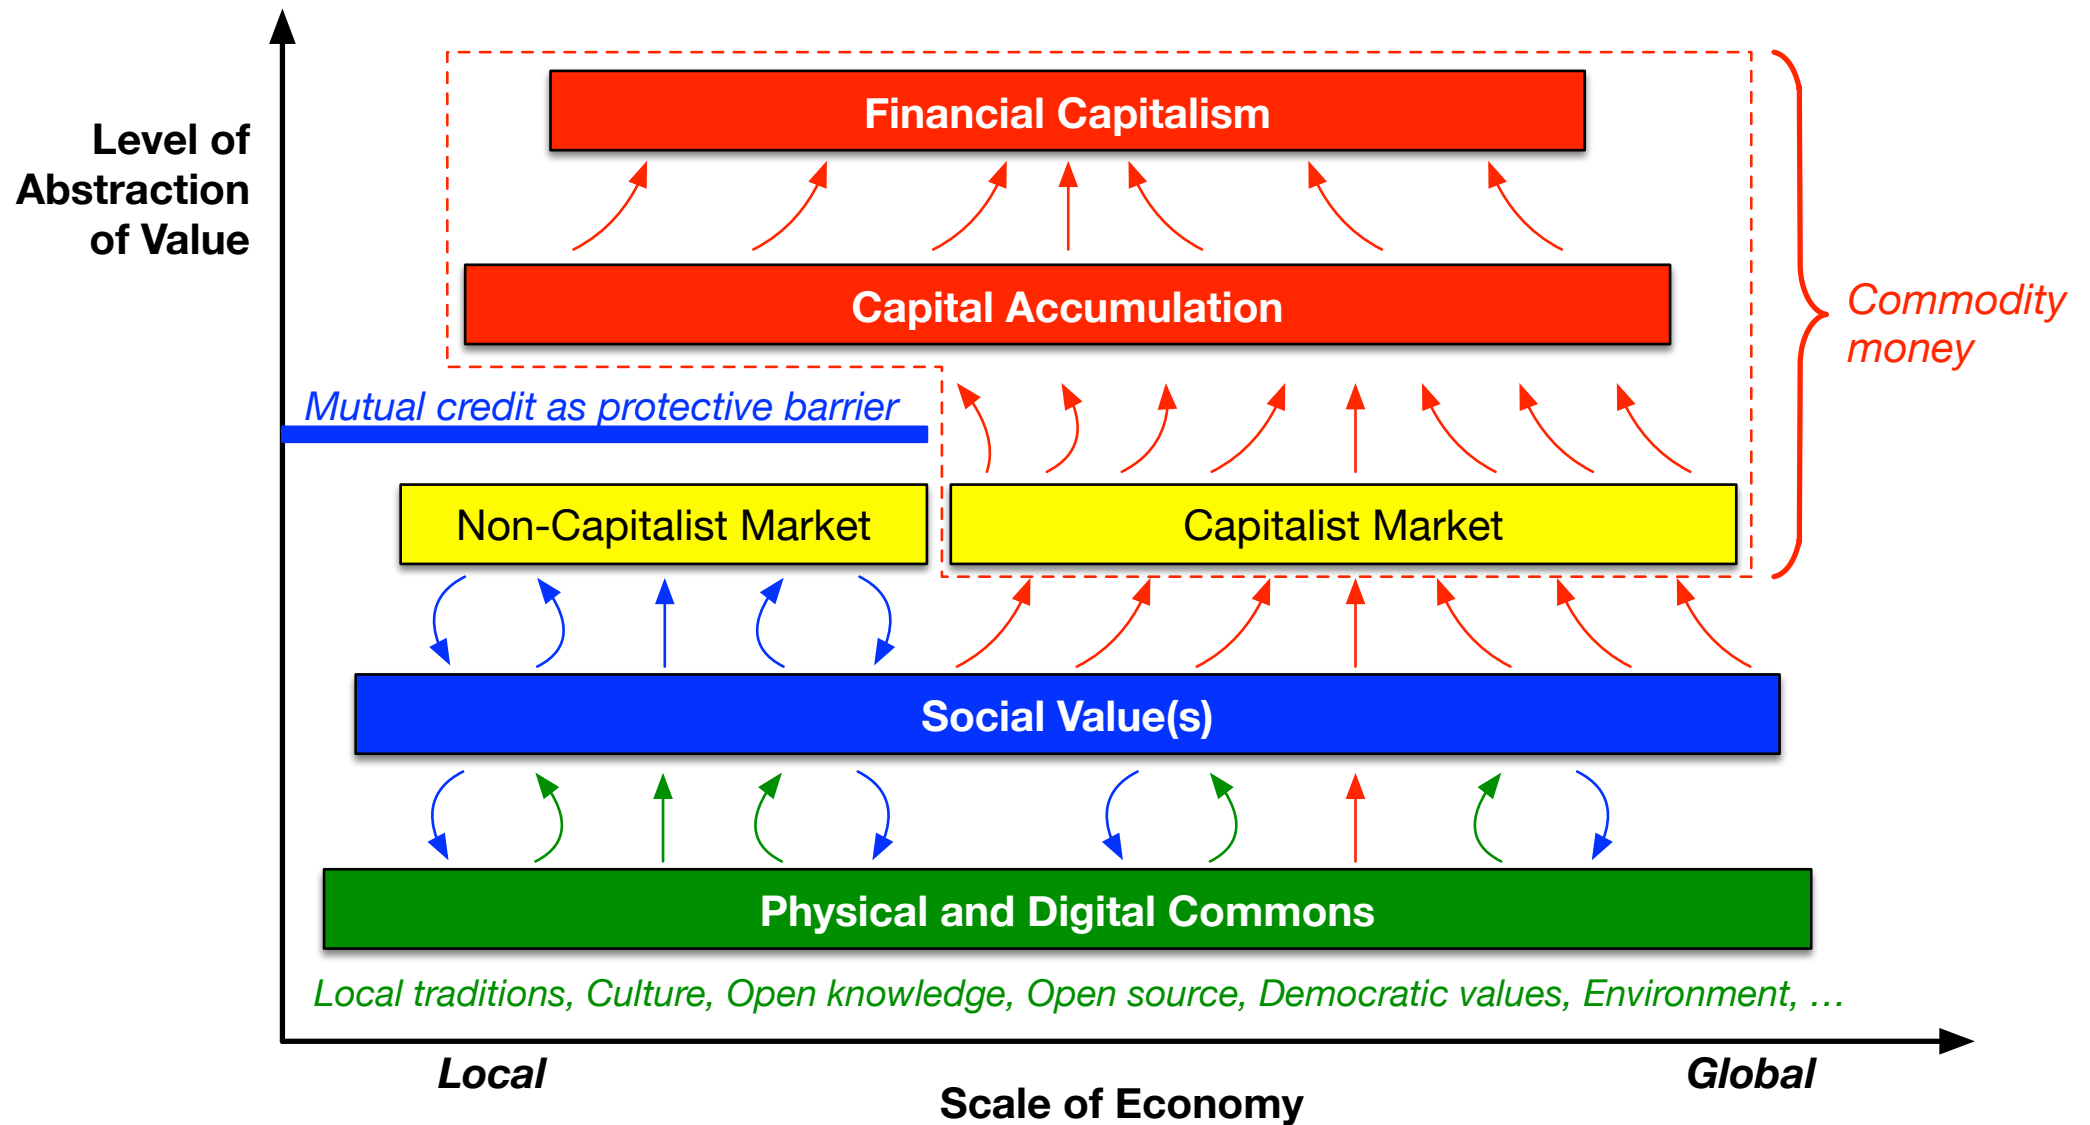 Level of
Abstraction
of Value
Financial Capitalism
Capital Accumulation
Commodity
money
Mutual credit as protective barrier
Non-Capitalist Market
Capitalist Market
Social Value(s)
Physical and Digital Commons
Local traditions, Culture, Open knowledge, Open source, Democratic values, Environment, …
Local
Global
Scale of Economy